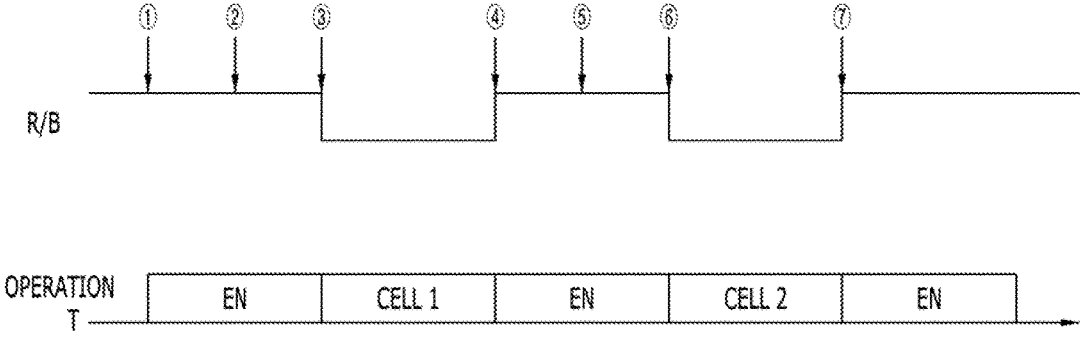 ① ② ③ ④ ⑤ ⑥ ⑦
R/B
OPERATION
EN CELL 1 EN CELL 2 EN
T